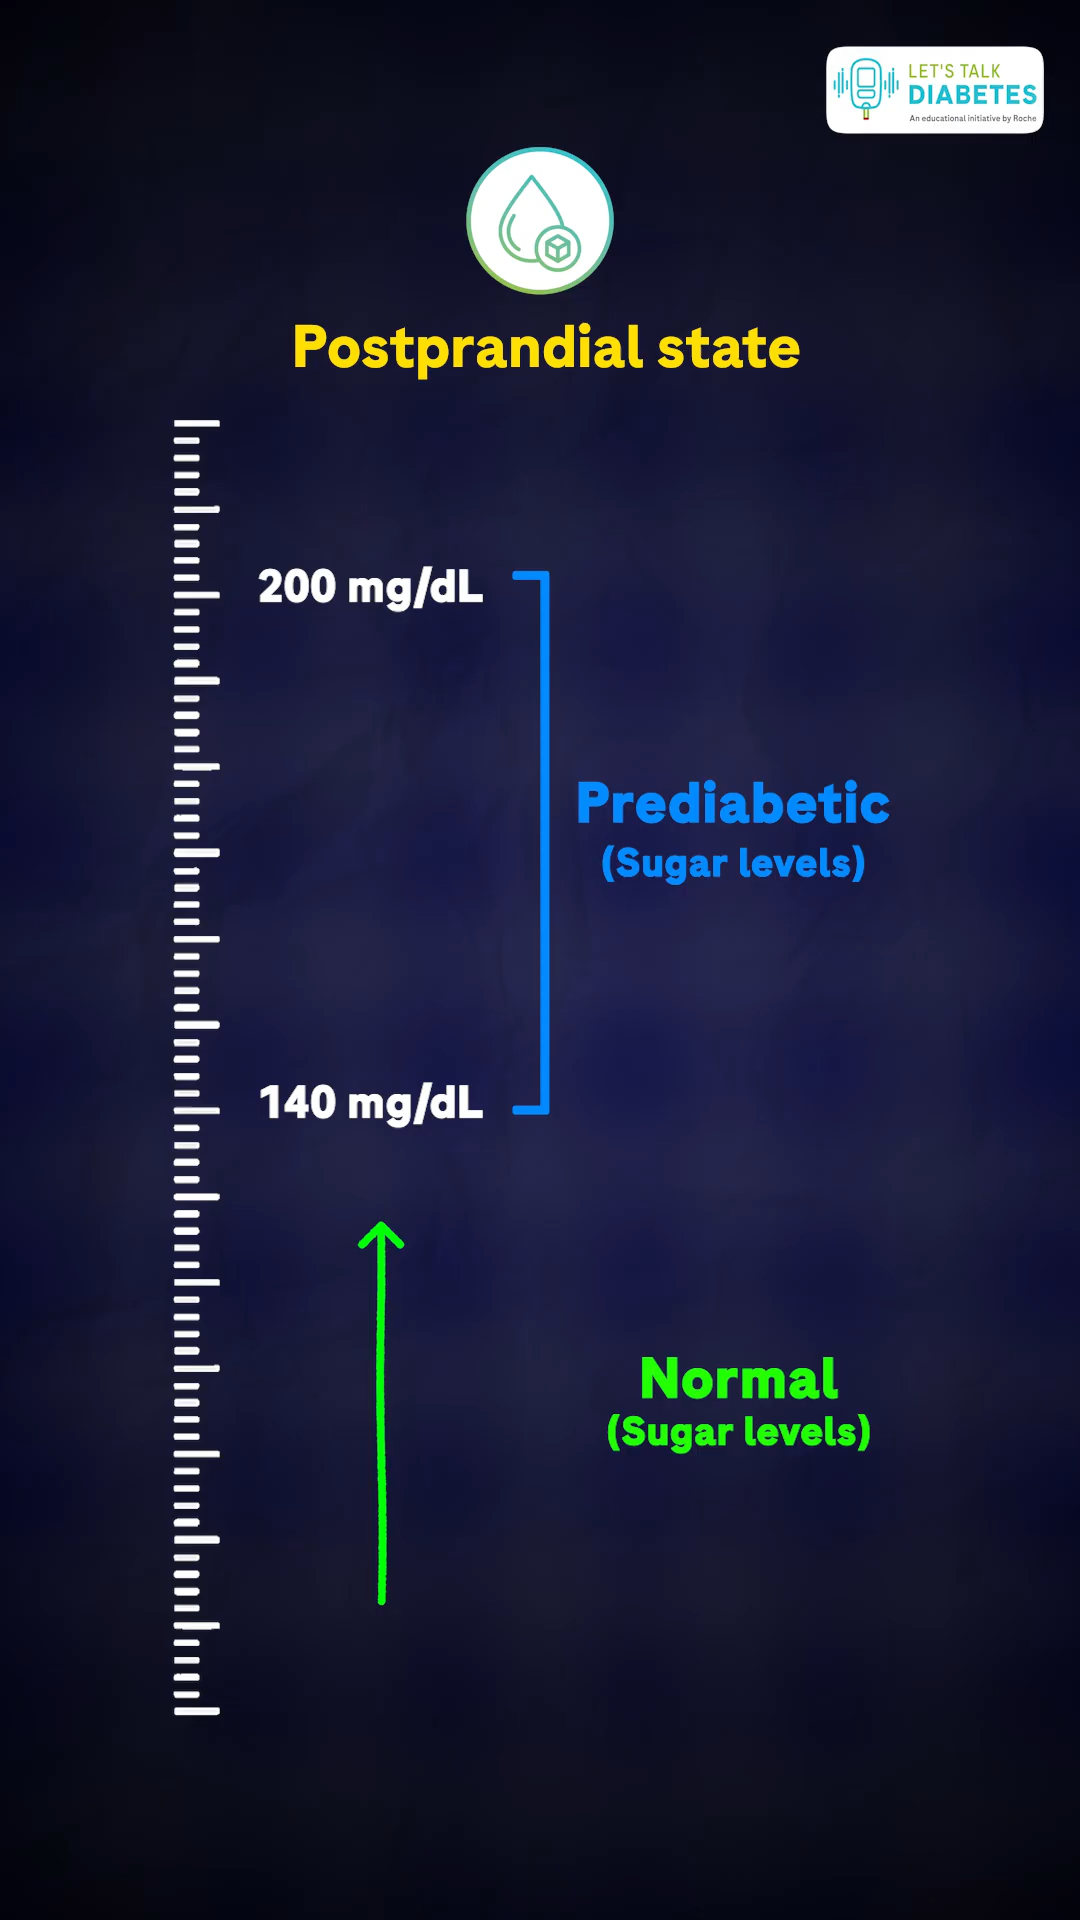 LET'S TALK
DIABETES
An educational initiative by Roche
Postprandial state
200 mg/dL
Prediabetic
(Sugar levels)
140 mg/dL
Normal
(Sugar levels)